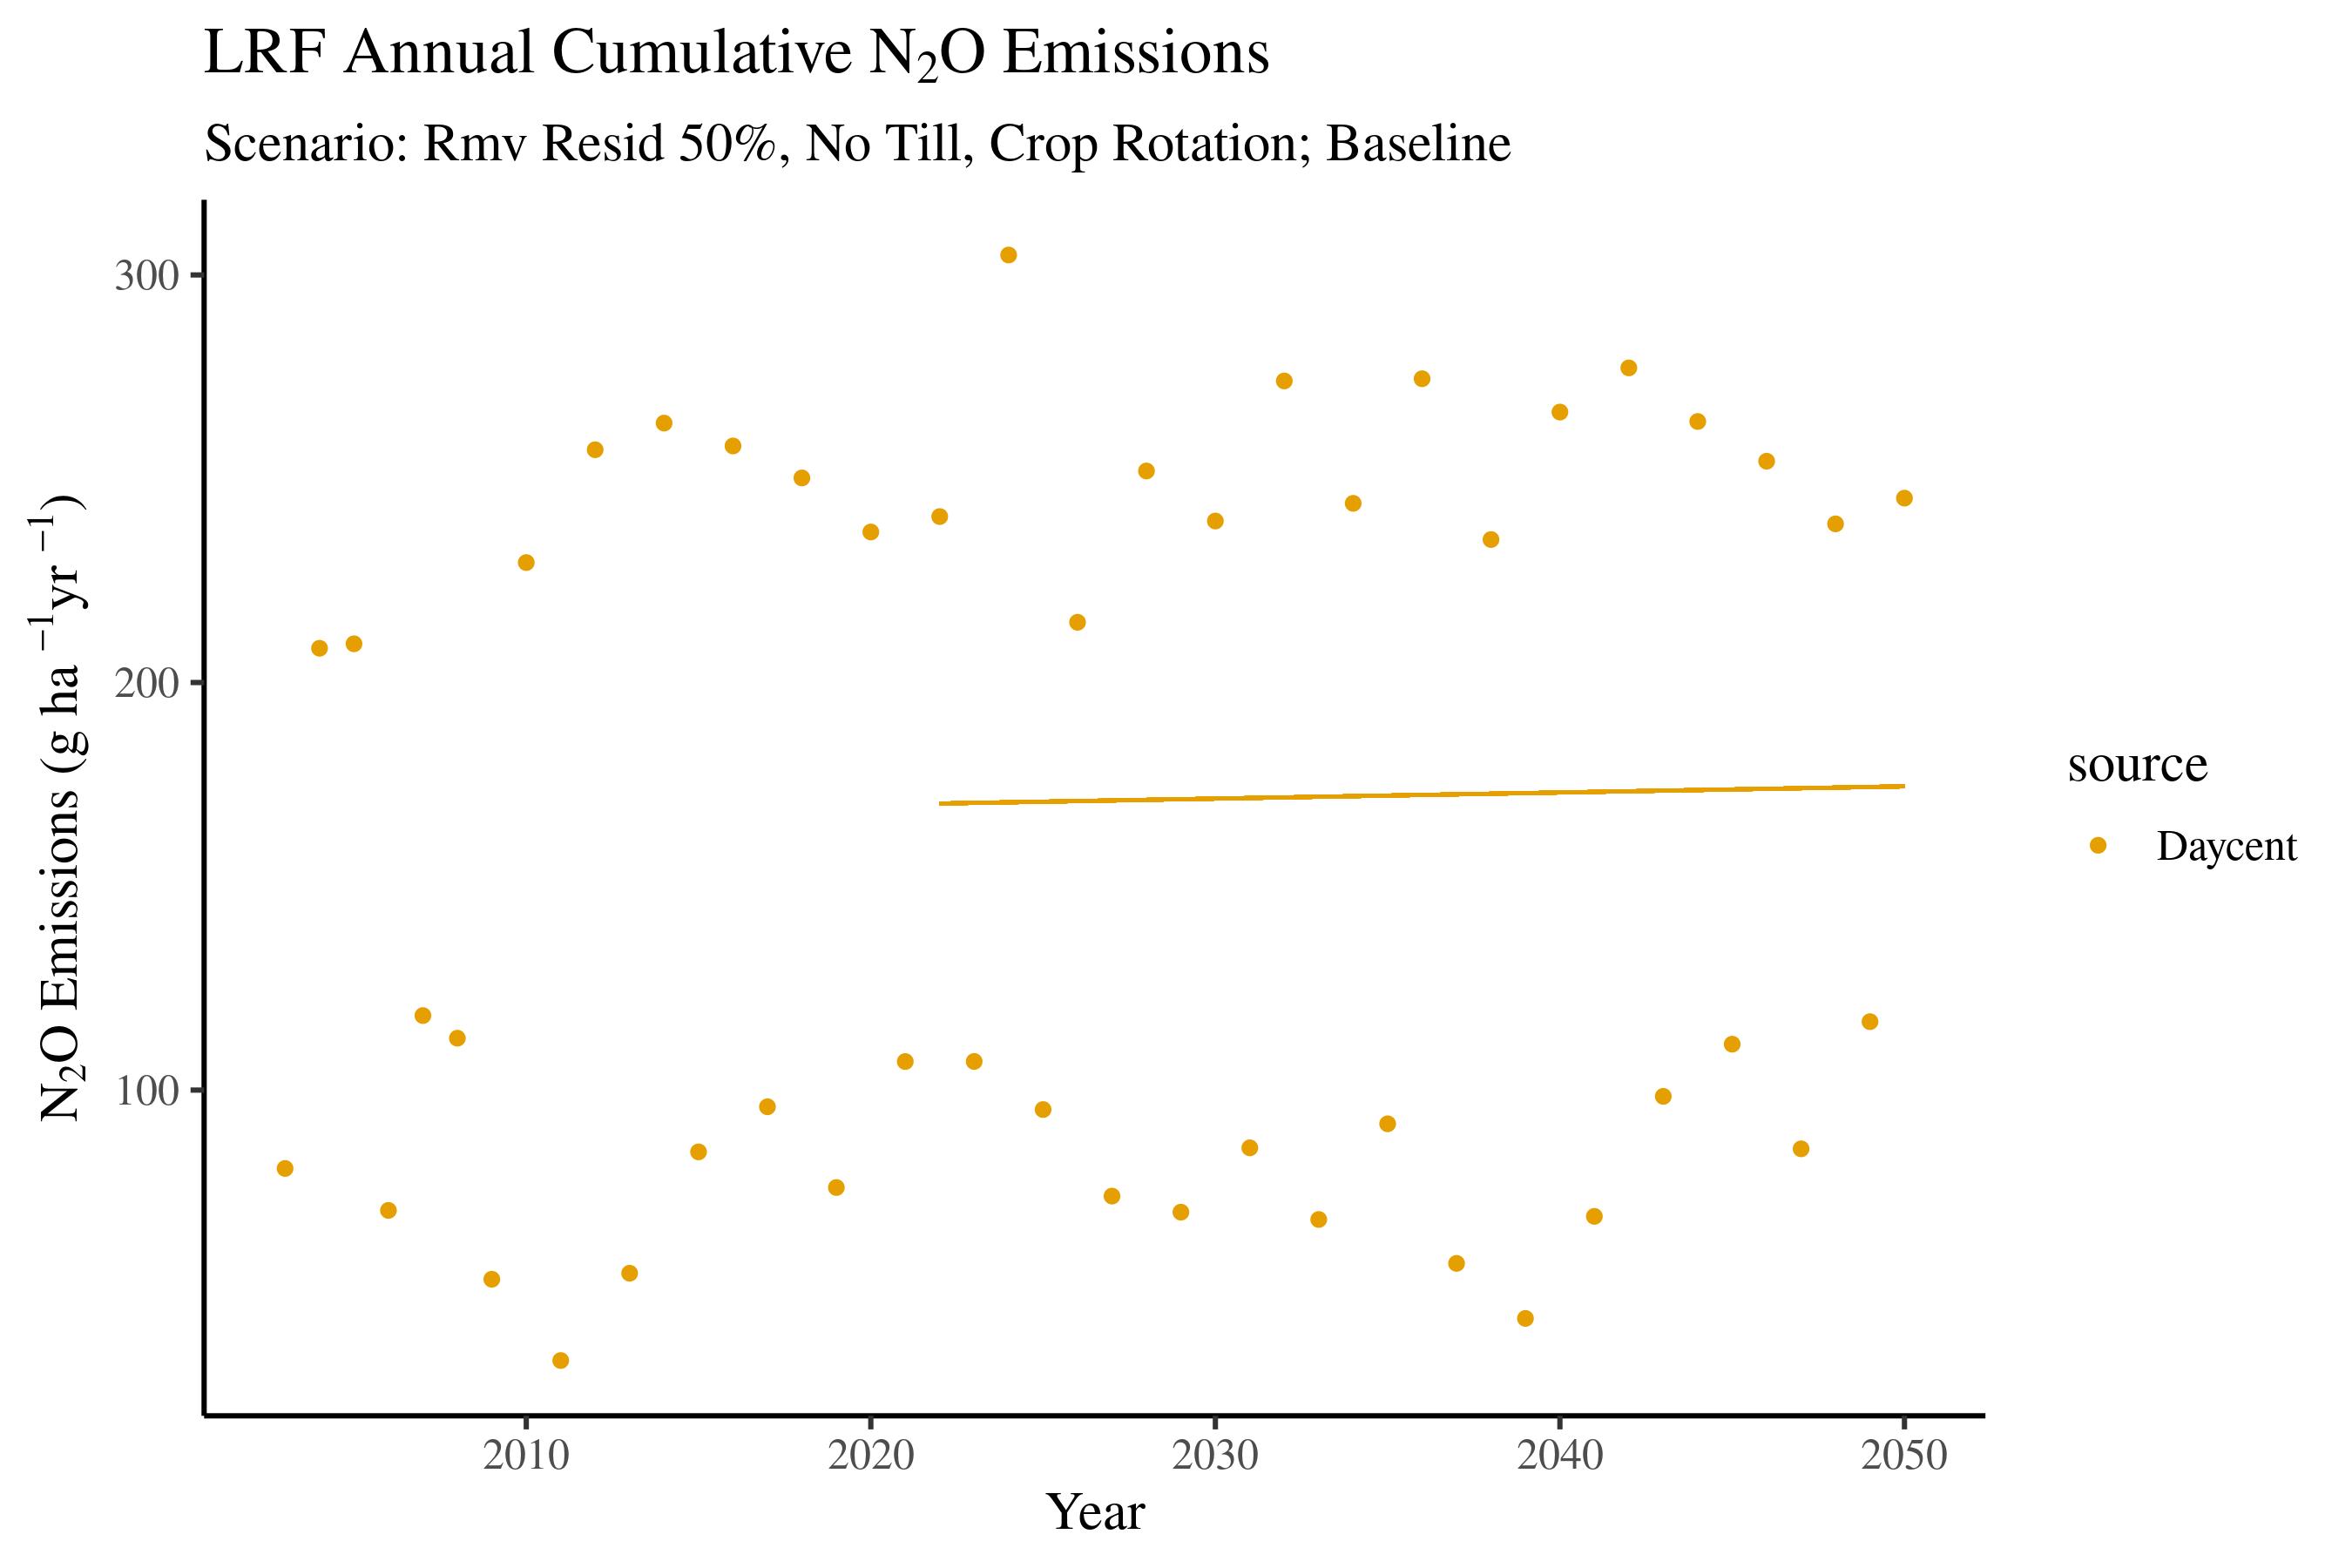 LRF Annual Cumulative N₂O Emissions
Scenario: Rmv Resid 50%, No Till, Crop Rotation; Baseline
N₂O Emissions (g ha⁻¹yr⁻¹)
300
200
100
2010
2020
2030
2040
2050
Year
source
Daycent